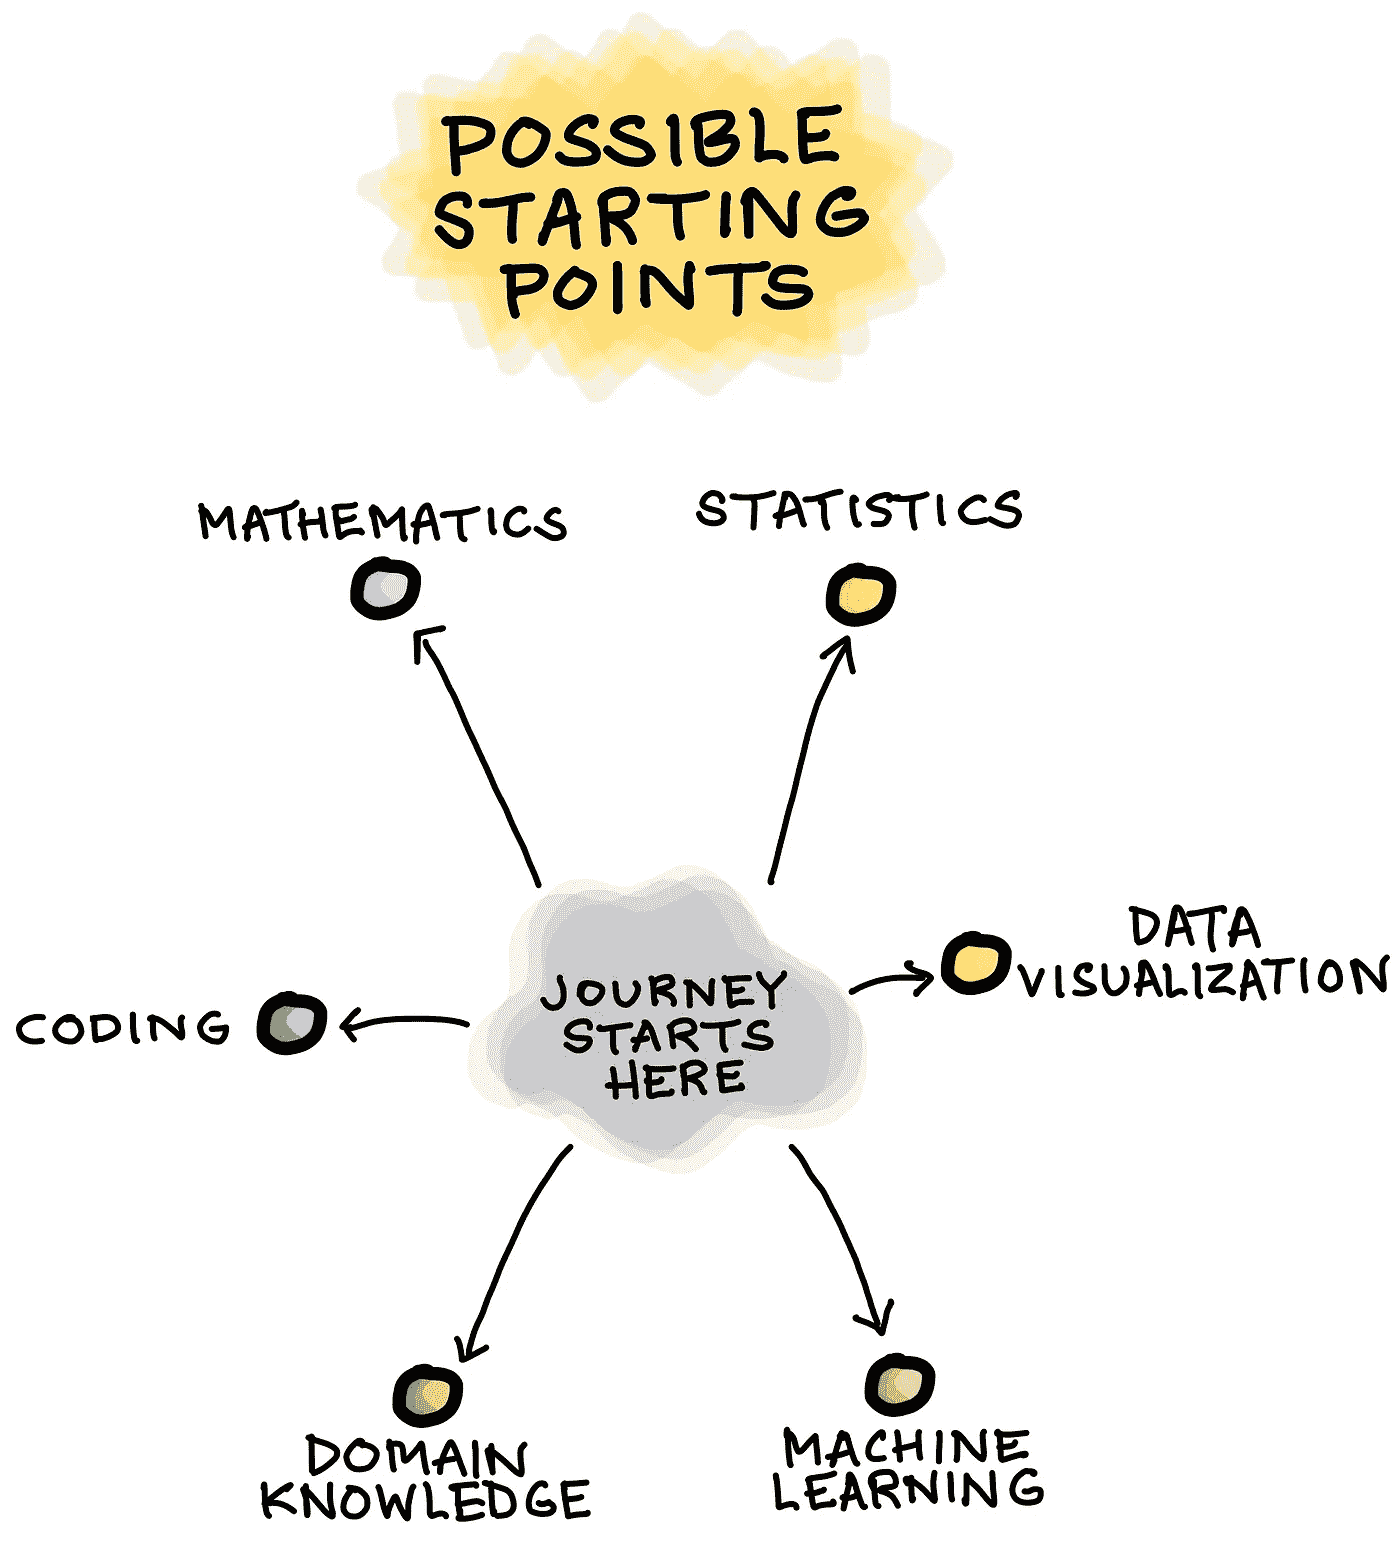 POSSIBLE
STARTING
POINTS
MATHEMATICS
STATISTICS
DATA
VISUALIZATION
CODING
JOURNEY
STARTS
HERE
DOMAIN
KNOWLEDGE
MACHINE
LEARNING